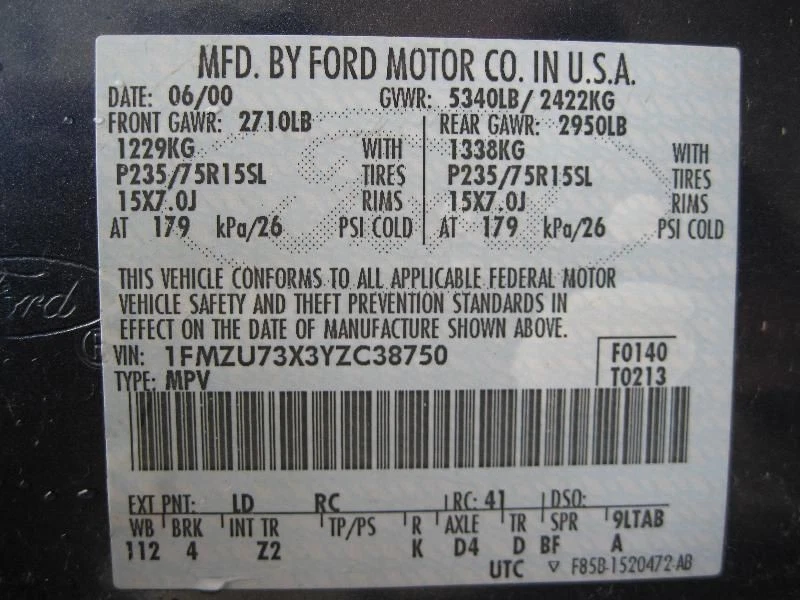 MFD. BY FORD MOTOR CO. IN U.S.A.
DATE: 06/00 GVWR: 5340LB/2422KG
FRONT GAWR: 2710LB REAR GAWR: 2950LB
1229KG WITH 1338KG WITH
P235/75R15SL TIRES P235/75R15SL TIRES
15X7.0J RIMS 15X7.0J RIMS
AT 179 kPa/26 PSI COLD AT 179 kPa/26 PSI COLD
THIS VEHICLE CONFORMS TO ALL APPLICABLE FEDERAL MOTOR
VEHICLE SAFETY AND THEFT PREVENTION STANDARDS IN
EFFECT ON THE DATE OF MANUFACTURE SHOWN ABOVE.
Ford
VIN: 1FMZU73X3YZC38750 F0140
TYPE: MPV T0213
EXT PNT: LD RC RC: 41 DSO:
WB BRK INT TR TP/PS R AXLE TR SPR 9LTAB
112 4 Z2 K D4 D BF A
UTC ▽ F85B-1520472-AB